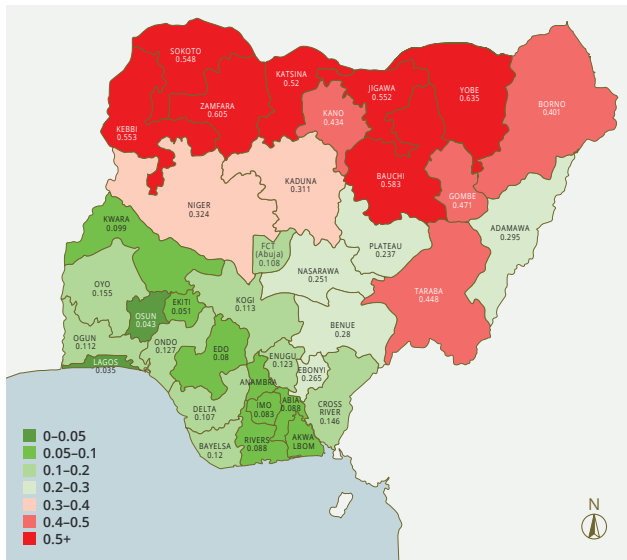 SOKOTO
0.548
KATSINA
0.52
JIGAWA
0.552
YOBE
0.635
BORNO
0.401
ZAMFARA
0.605
KANO
0.434
KEBBI
0.553
BAUCHI
0.583
GOMBE
0.471
KADUNA
0.311
NIGER
0.324
ADAMAWA
0.295
KWARA
0.099
FCT
(Abuja)
0.108
PLATEAU
0.237
NASARAWA
0.251
TARABA
0.448
OYO
0.155
EKITI
0.051
KOGI
0.113
OSUN
0.043
BENUE
0.28
OGUN
0.112
ONDO
0.127
EDO
0.08
ENUGU
0.123
LAGOS
0.035
EBONYI
0.265
ANAMBRA
DELTA
0.107
IMO
0.083
ABIA
0.088
CROSS
RIVER
0.146
BAYELSA
0.12
RIVERS
0.088
AKWA
LBOM
0–0.05
0.05–0.1
0.1–0.2
0.2–0.3
0.3–0.4
0.4–0.5
0.5+
N